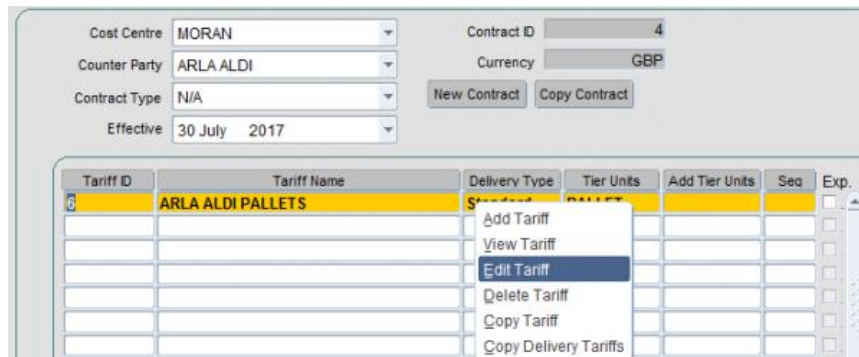 Cost Centre MORAN Contract ID 4
Counter Party ARLA ALDI Currency GBP
Contract Type N/A New Contract Copy Contract
Effective 30 July 2017
Tariff ID Tariff Name Delivery Type Tier Units Add Tier Units Seq Exp.
6 ARLA ALDI PALLETS Standard PALLET
Add Tariff
View Tariff
Edit Tariff
Delete Tariff
Copy Tariff
Copy Delivery Tariffs